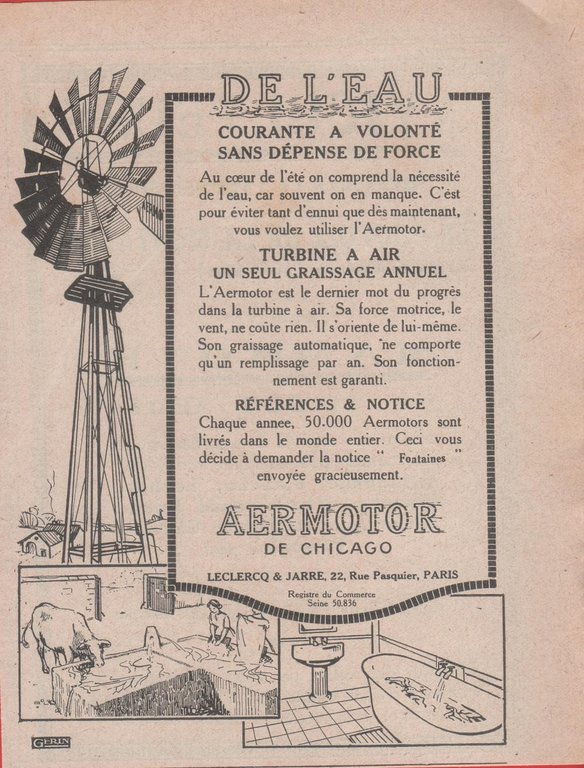 DE L'EAU
COURANTE A VOLONTÉ
SANS DÉPENSE DE FORCE
Au cœur de l'été on comprend la nécessité
de l'eau, car souvent on en manque. C'ést
pour éviter tant d'ennui que dès maintenant,
vous voulez utiliser l'Aermotor.
TURBINE A AIR
UN SEUL GRAISSAGE ANNUEL
L'Aermotor est le dernier mot du progrès
dans la turbine à air. Sa force motrice, le
vent, ne coûte rien. Il s'oriente de lui-même.
Son graissage automatique, ne comporte
qu'un remplissage par an. Son fonction-
nement est garanti.
RÉFÉRENCES & NOTICE
Chaque annee, 50.000 Aermotors sont
livrés dans le monde entier. Ceci vous
décide à demander la notice " Fontaines "
envoyée gracieusement.
AERMOTOR
DE CHICAGO
LECLERCQ & JARRE, 22, Rue Pasquier, PARIS
Registre du Commerce
Seine 50.836
GERIN